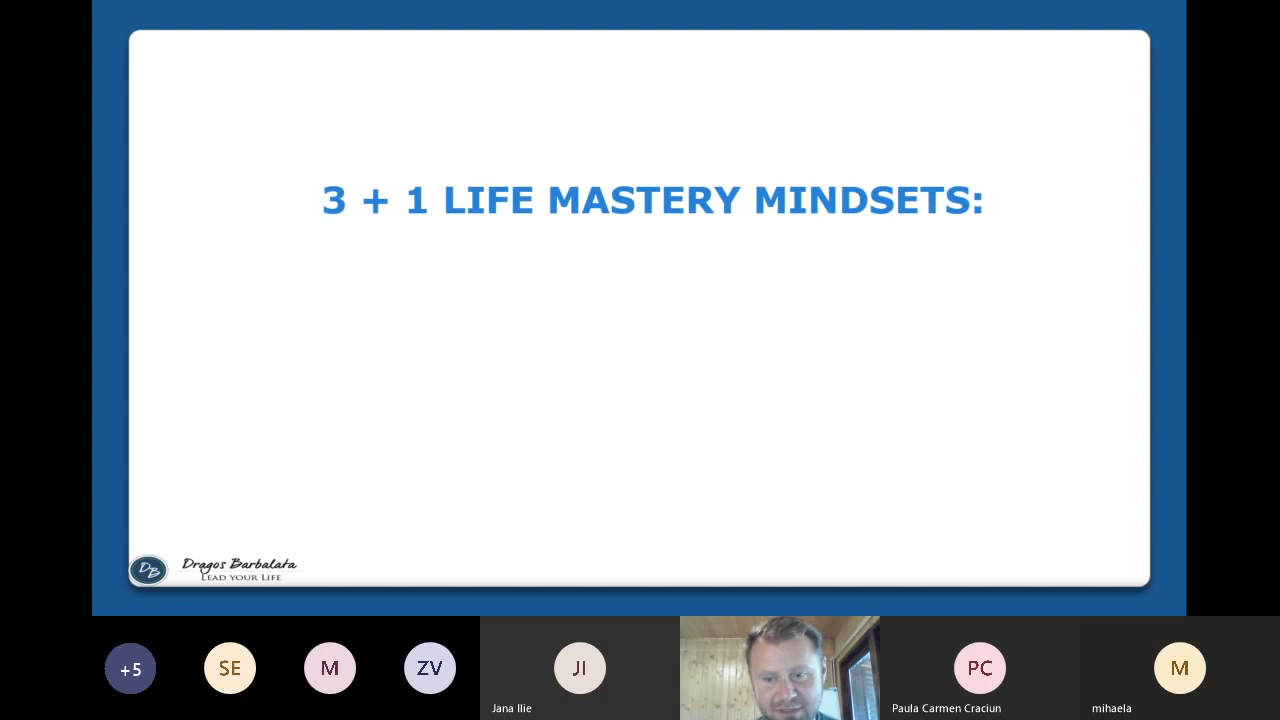 3 + 1 LIFE MASTERY MINDSETS:
DB
Dragos Barbalata
LEAD YOUR LIFE
+5
SE
M
ZV
JI
PC
M
Jana Ilie
Paula Carmen Craciun
mihaela